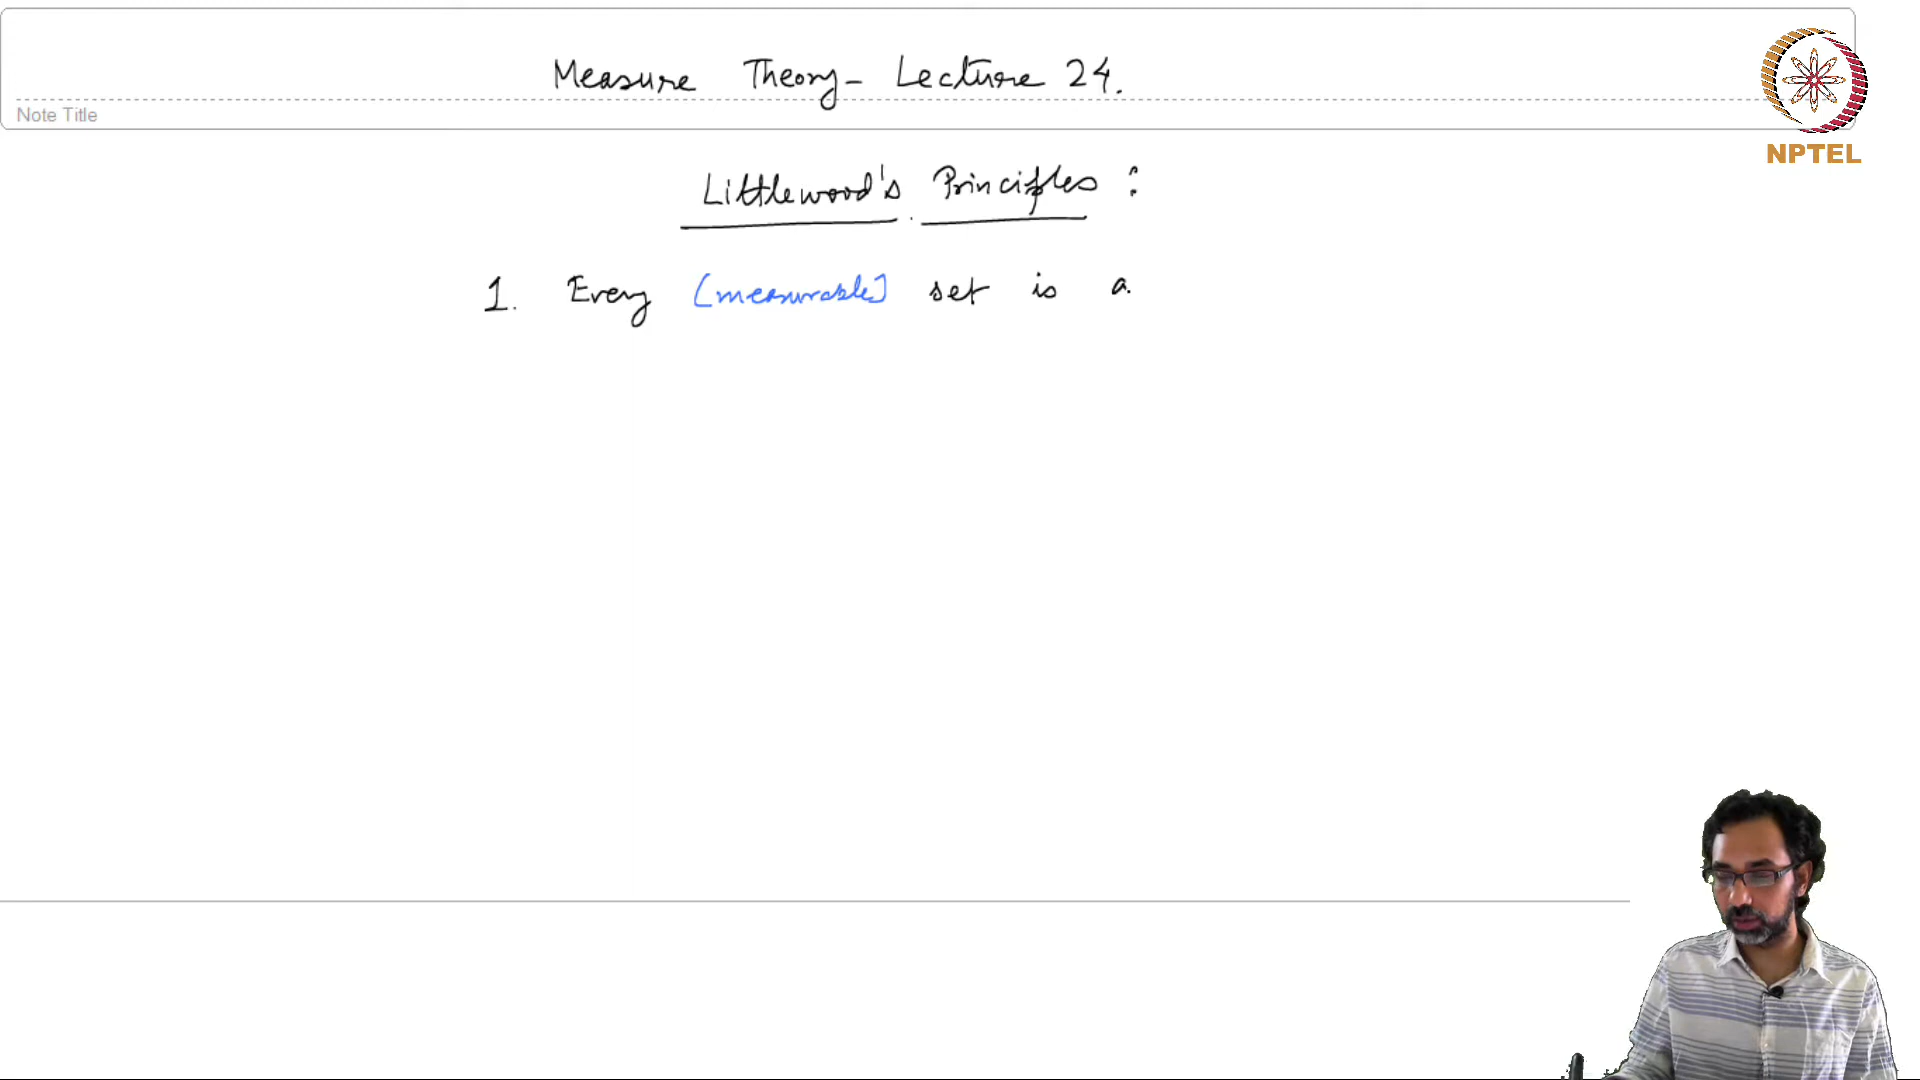 Measure Theory - Lecture 24.
Note Title
NPTEL
Littlewood's Principles :
1. Every [measurable] set is a